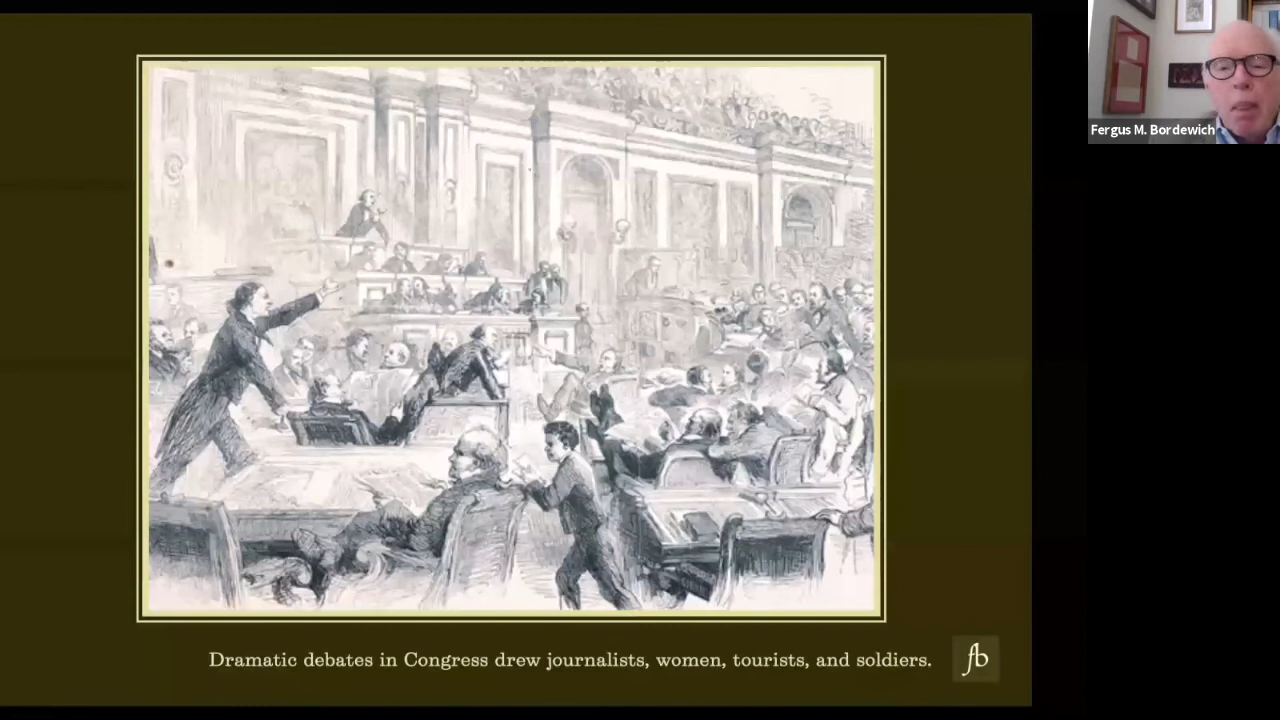 Fergus M. Bordewich
Dramatic debates in Congress drew journalists, women, tourists, and soldiers.
fb